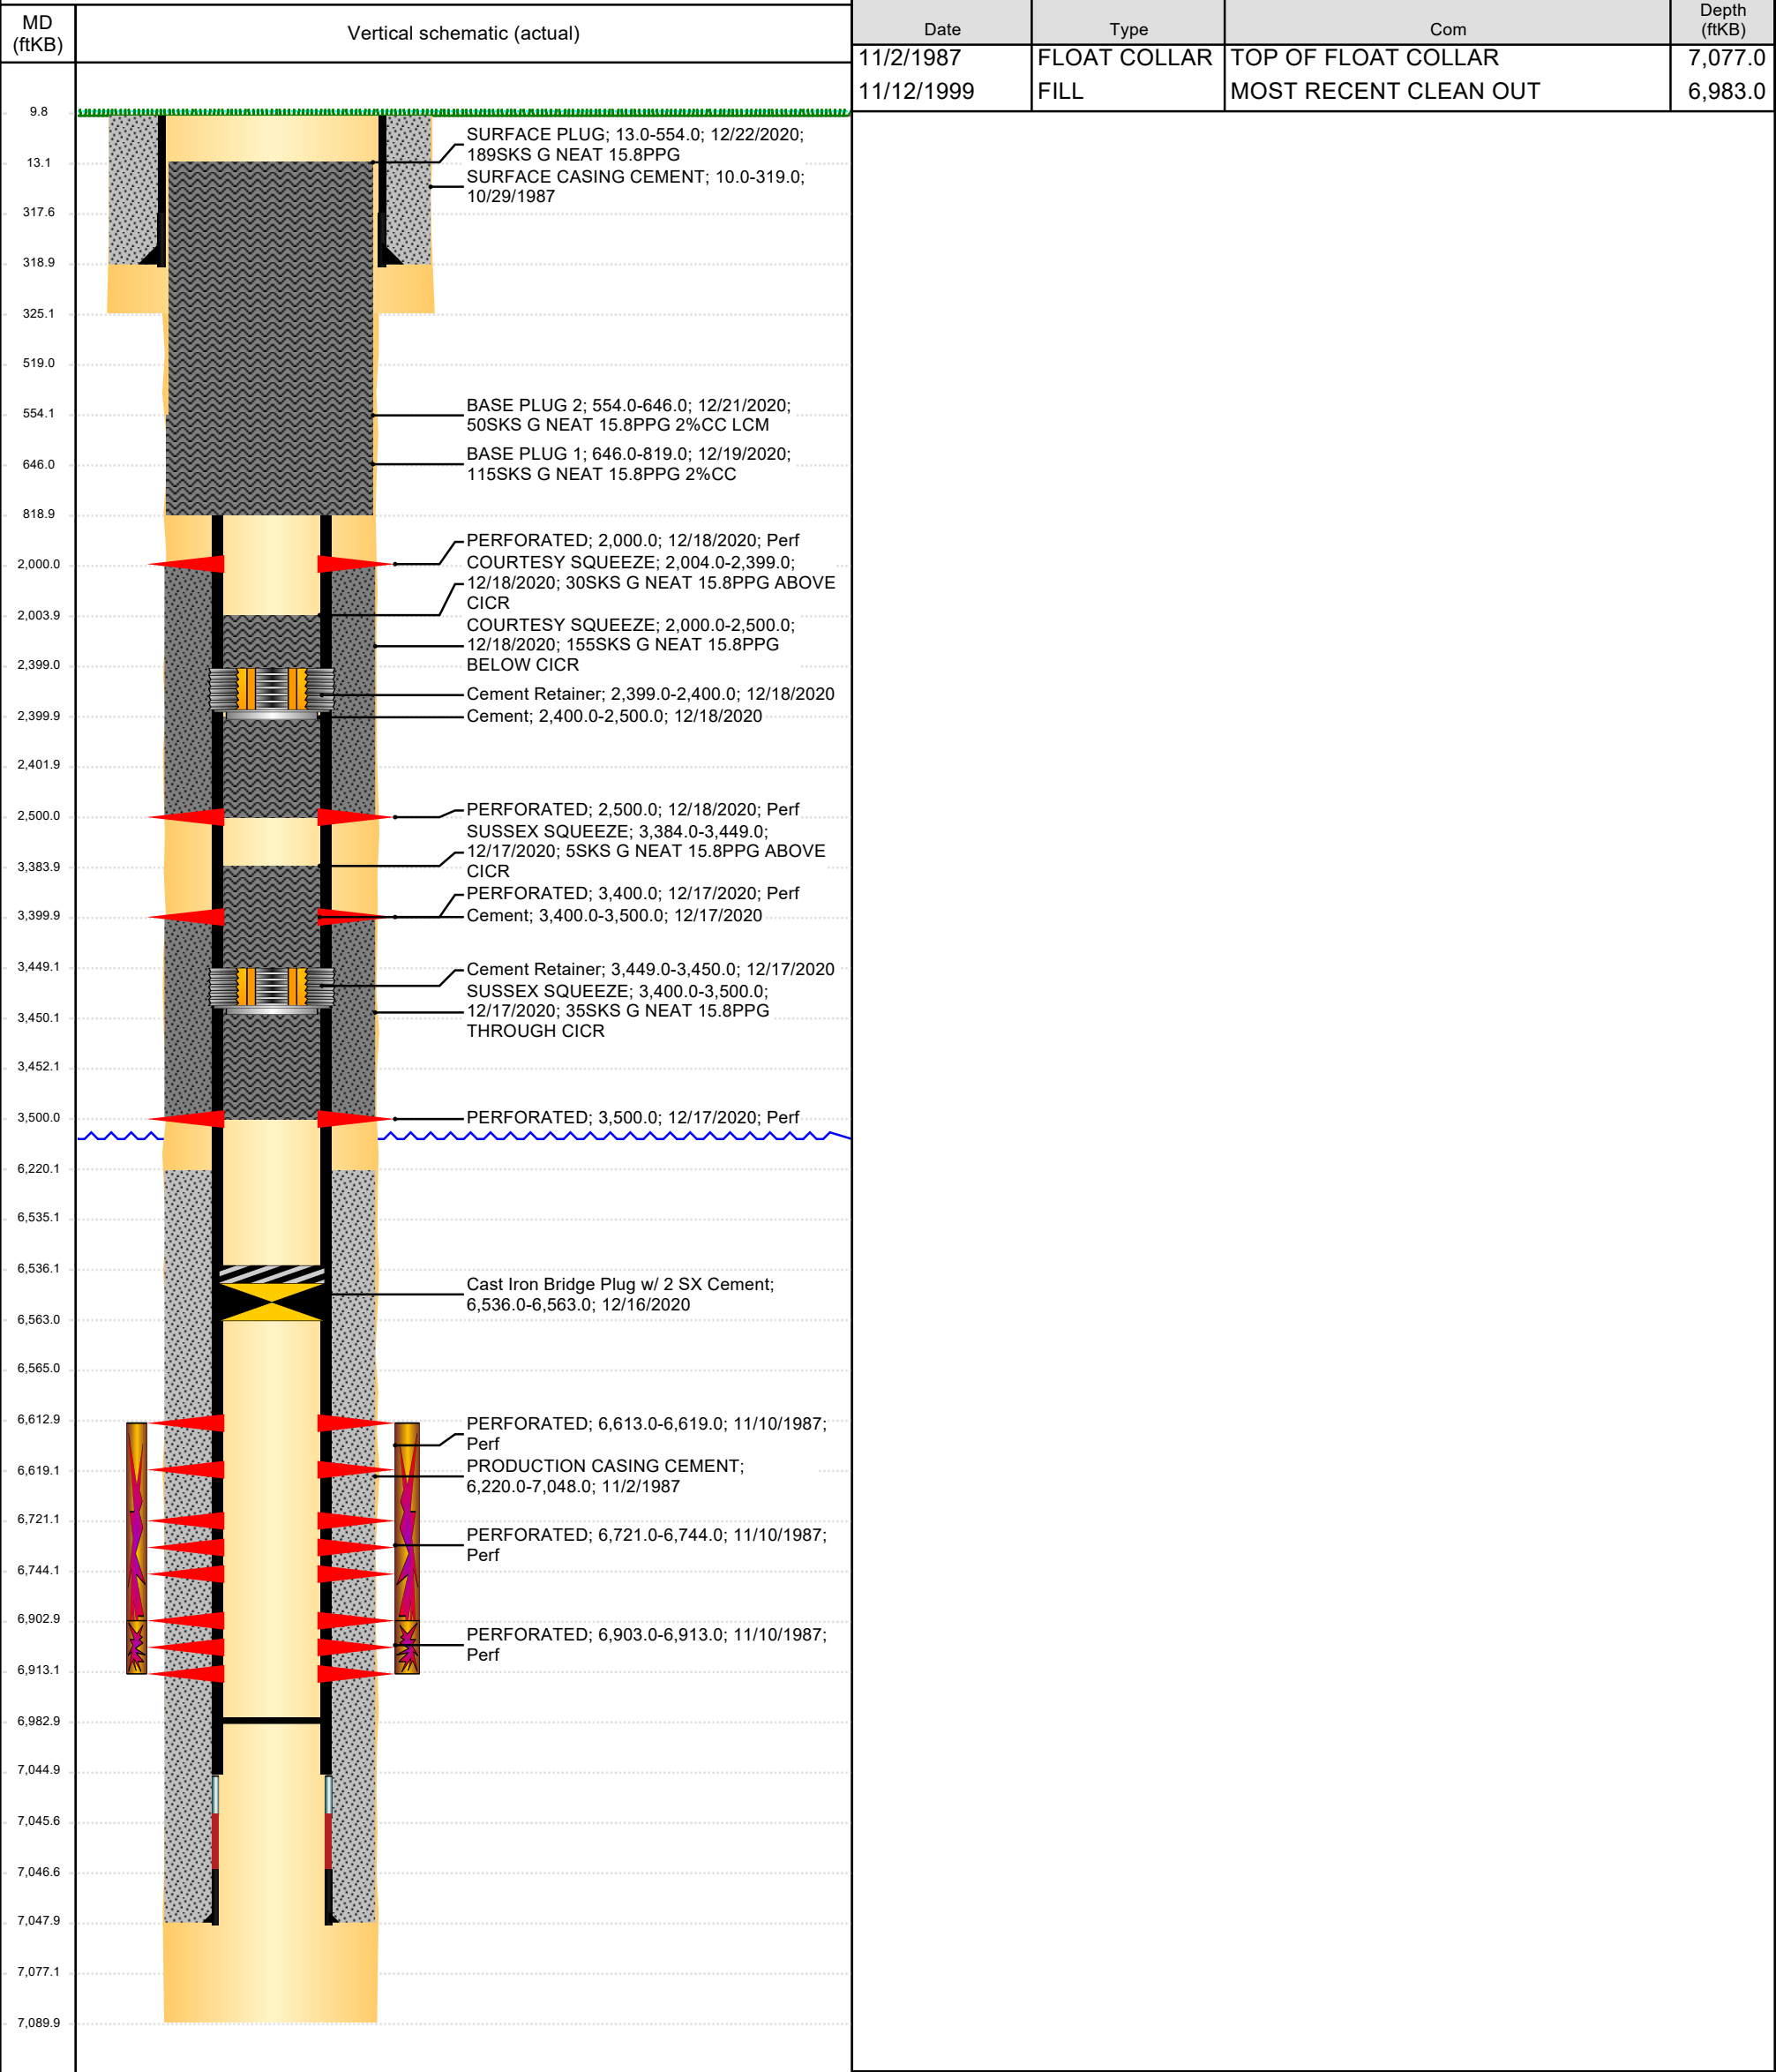 MD
(ftKB)
Vertical schematic (actual)
Date
Type
Com
Depth
(ftKB)
11/2/1987 FLOAT COLLAR TOP OF FLOAT COLLAR 7,077.0
11/12/1999 FILL MOST RECENT CLEAN OUT 6,983.0
9.8
SURFACE PLUG; 13.0-554.0; 12/22/2020;
189SKS G NEAT 15.8PPG
13.1
SURFACE CASING CEMENT; 10.0-319.0;
10/29/1987
317.6
318.9
325.1
519.0
BASE PLUG 2; 554.0-646.0; 12/21/2020;
50SKS G NEAT 15.8PPG 2%CC LCM
554.1
BASE PLUG 1; 646.0-819.0; 12/19/2020;
115SKS G NEAT 15.8PPG 2%CC
646.0
818.9
PERFORATED; 2,000.0; 12/18/2020; Perf
2,000.0
COURTESY SQUEEZE; 2,004.0-2,399.0;
12/18/2020; 30SKS G NEAT 15.8PPG ABOVE
CICR
2,003.9
COURTESY SQUEEZE; 2,000.0-2,500.0;
12/18/2020; 155SKS G NEAT 15.8PPG
BELOW CICR
2,399.0
Cement Retainer; 2,399.0-2,400.0; 12/18/2020
Cement; 2,400.0-2,500.0; 12/18/2020
2,399.9
2,401.9
PERFORATED; 2,500.0; 12/18/2020; Perf
2,500.0
SUSSEX SQUEEZE; 3,384.0-3,449.0;
12/17/2020; 5SKS G NEAT 15.8PPG ABOVE
CICR
3,383.9
PERFORATED; 3,400.0; 12/17/2020; Perf
Cement; 3,400.0-3,500.0; 12/17/2020
3,399.9
Cement Retainer; 3,449.0-3,450.0; 12/17/2020
3,449.1
SUSSEX SQUEEZE; 3,400.0-3,500.0;
12/17/2020; 35SKS G NEAT 15.8PPG
THROUGH CICR
3,450.1
3,452.1
PERFORATED; 3,500.0; 12/17/2020; Perf
3,500.0
6,220.1
6,535.1
6,536.1
Cast Iron Bridge Plug w/ 2 SX Cement;
6,536.0-6,563.0; 12/16/2020
6,563.0
6,565.0
6,612.9
PERFORATED; 6,613.0-6,619.0; 11/10/1987;
Perf
PRODUCTION CASING CEMENT;
6,220.0-7,048.0; 11/2/1987
6,619.1
6,721.1
PERFORATED; 6,721.0-6,744.0; 11/10/1987;
Perf
6,744.1
6,902.9
PERFORATED; 6,903.0-6,913.0; 11/10/1987;
Perf
6,913.1
6,982.9
7,044.9
7,045.6
7,046.6
7,047.9
7,077.1
7,089.9